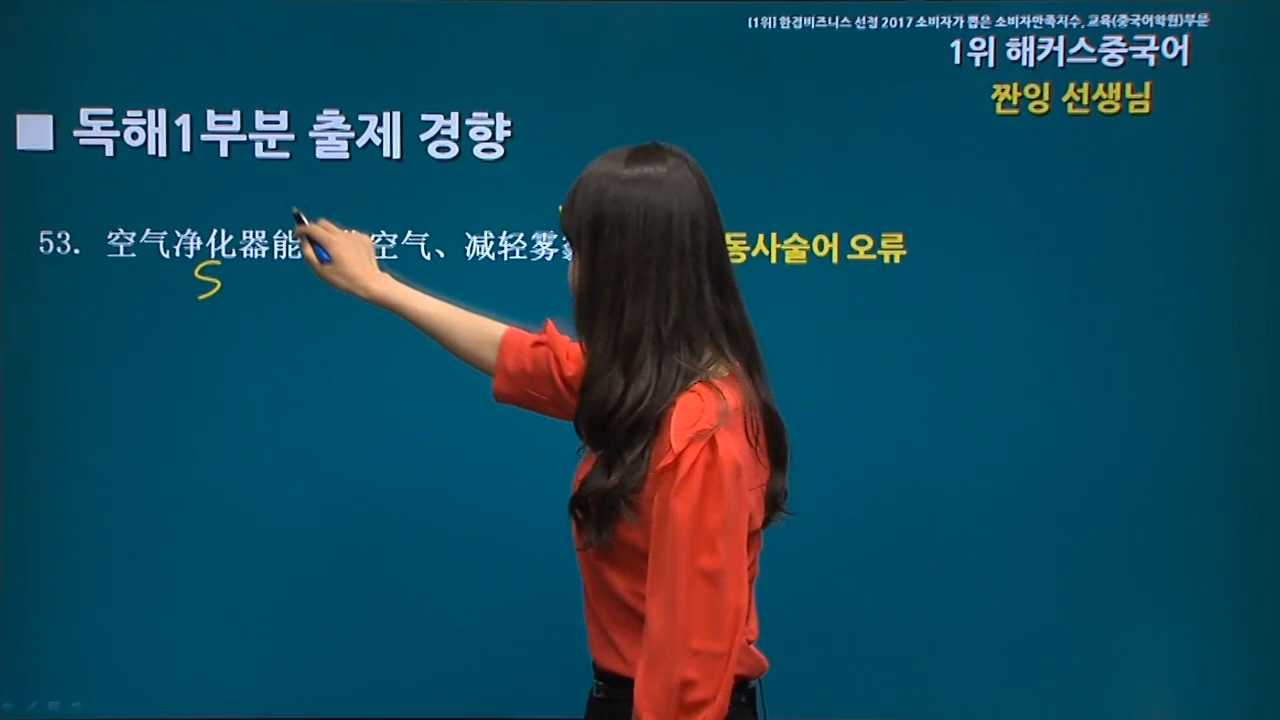 [1위] 한경비즈니스 선정 2017 소비자가 뽑은 소비자만족지수, 교육(중국어학원)부문
1위 해커스중국어
짠잉 선생님
■ 독해1부분 출제 경향
53. 空气净化器能 空气、减轻雾 동사술어 오류
S